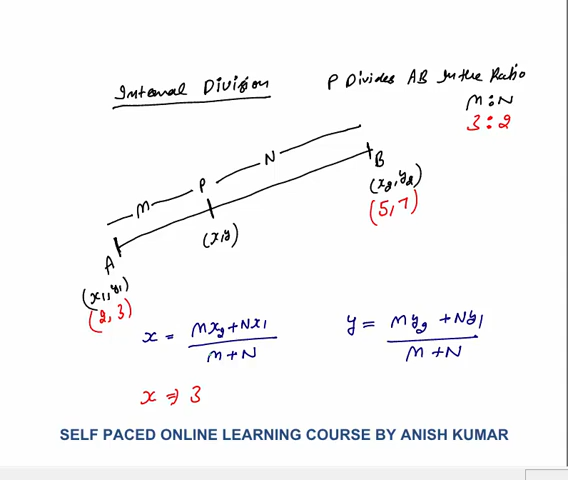 Internal Division
P Divides AB In the Ratio
M:N
3:2
N
B
P
M
(x2,y2)
(5,7)
(x,y)
A
(x1,y1)
(2,3)
x = Mx2+Nx1
M+N
y = My2 +Ny1
M+N
x ⇒ 3
SELF PACED ONLINE LEARNING COURSE BY ANISH KUMAR